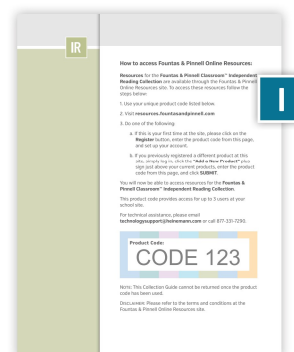 IR
How to access Fountas & Pinnell Online Resources:
Resources for the Fountas & Pinnell Classroom™ Independent
Reading Collection are available through the Fountas & Pinnell
Online Resources site. To access these resources follow the
steps below.
1. Use your unique product code listed below.
2. Visit resources.fountasandpinnell.com
3. Do one of the following:
a. If this is your first time at the site, please click on the
Register button, enter the product code from this page,
and set up your account.
b. If you previously registered a different product at this
site, simply log in, click the "Add a New Product" plus
sign just above your current products, enter the product
code from this page, and click SUBMIT.
You will now be able to access resources for the Fountas &
Pinnell Classroom™ Independent Reading Collection.
This product code provides access for up to 3 users at your
school site.
For technical assistance, please email
technologysupport@heinemann.com or call 877-331-7290.
Product Code:
CODE 123
NOTE: This Collection Guide cannot be returned once the product
code has been used.
DISCLAIMER: Please refer to the terms and conditions at the
Fountas & Pinnell Online Resources site.
I